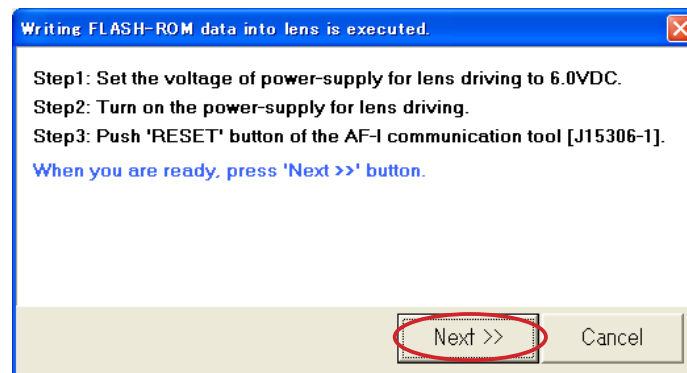 Writing FLASH-ROM data into lens is executed.
Step1: Set the voltage of power-supply for lens driving to 6.0VDC.
Step2: Turn on the power-supply for lens driving.
Step3: Push 'RESET' button of the AF-I communication tool [J15306-1].
When you are ready, press 'Next >>' button.
Next >> Cancel